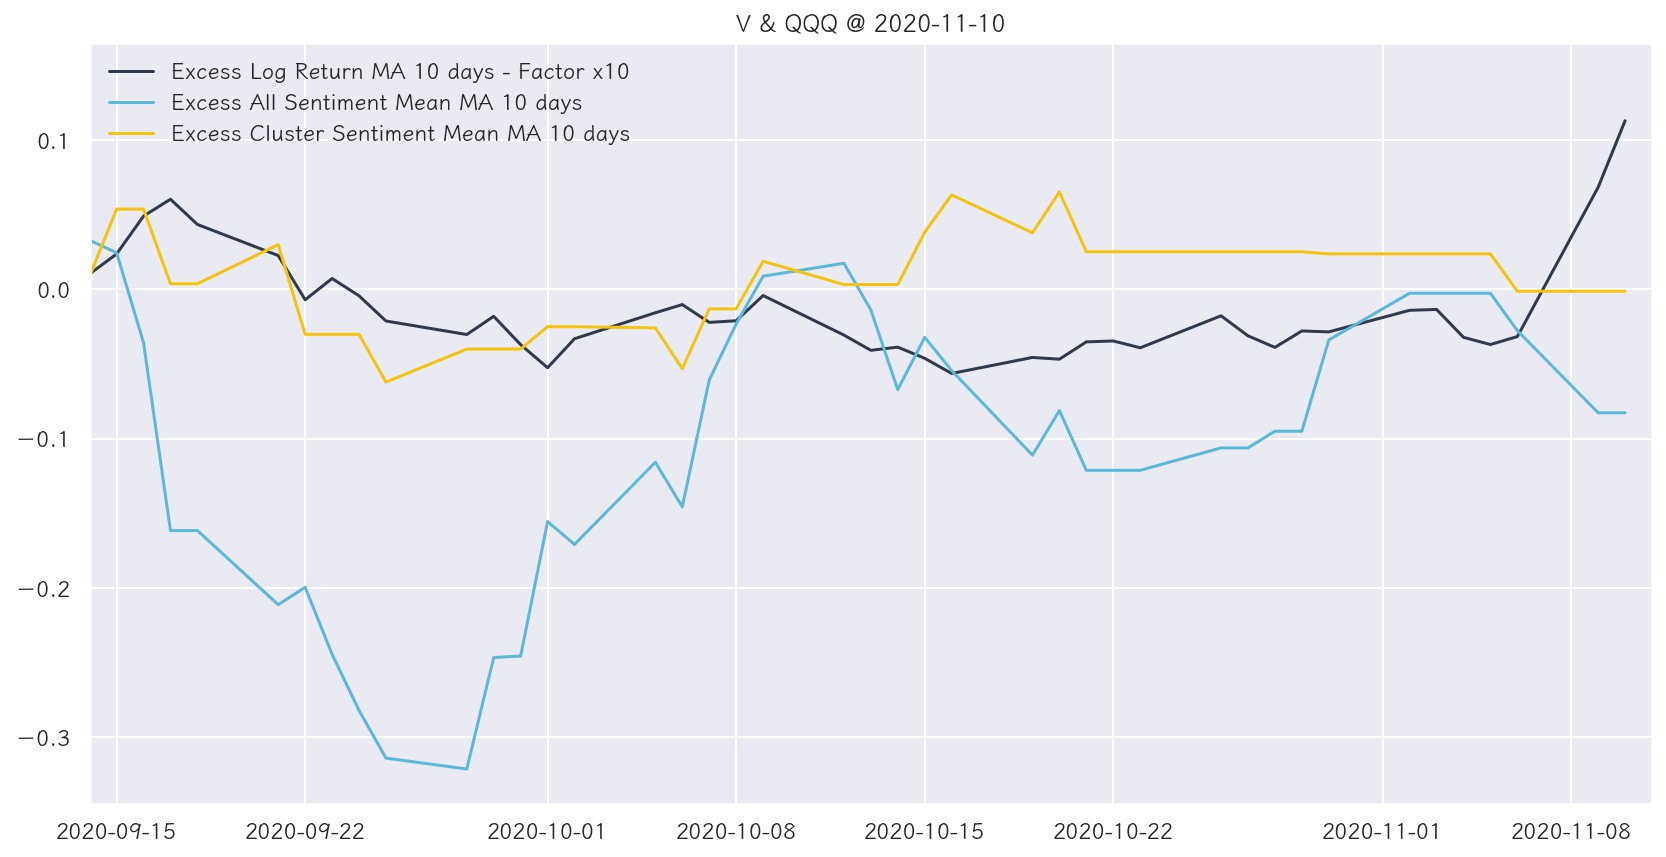 V & QQQ @ 2020-11-10
Excess Log Return MA 10 days - Factor x10
Excess All Sentiment Mean MA 10 days
Excess Cluster Sentiment Mean MA 10 days
0.1
0.0
−0.1
−0.2
−0.3
2020-09-15 2020-09-22 2020-10-01 2020-10-08 2020-10-15 2020-10-22 2020-11-01 2020-11-08